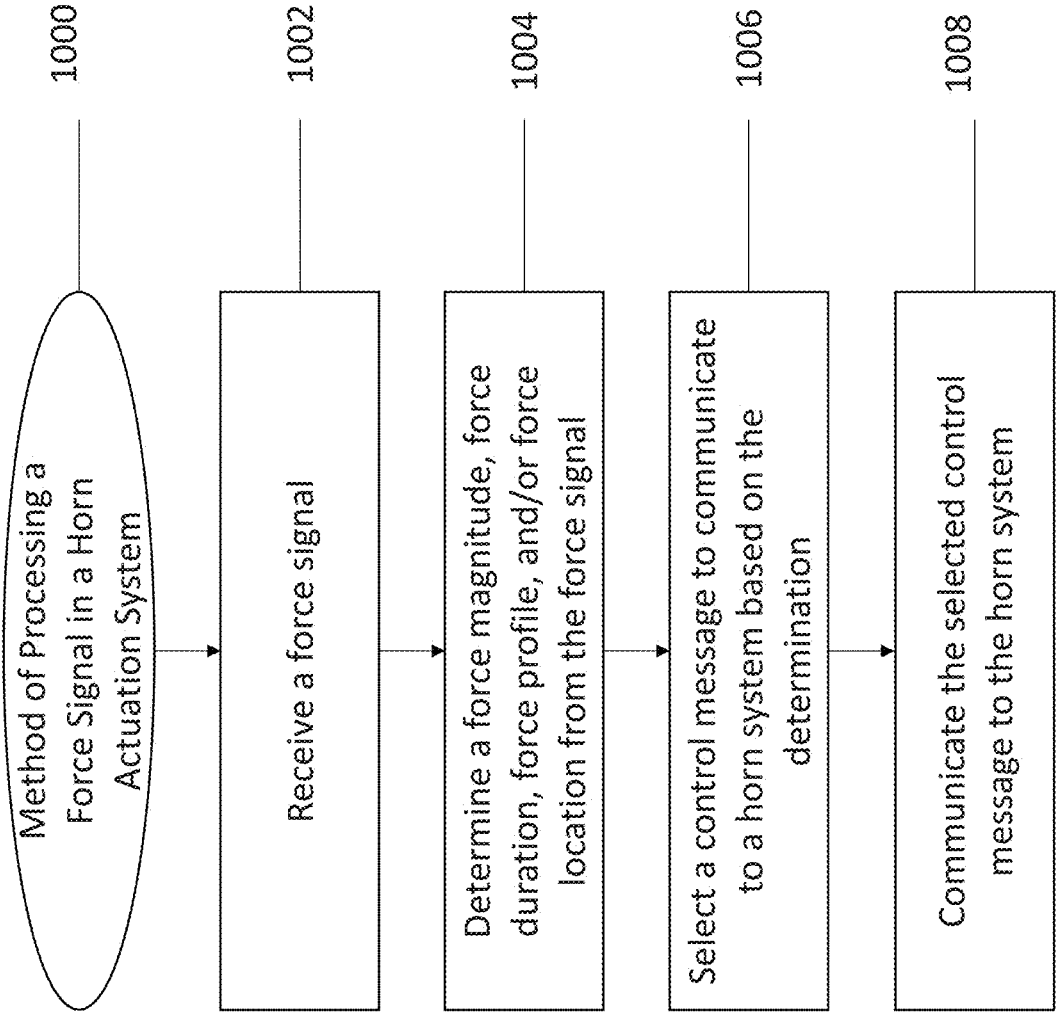 Method of Processing a
Force Signal in a Horn
Actuation System
1000
Receive a force signal
1002
Determine a force magnitude, force
duration, force profile, and/or force
location from the force signal
1004
Select a control message to communicate
to a horn system based on the
determination
1006
Communicate the selected control
message to the horn system
1008